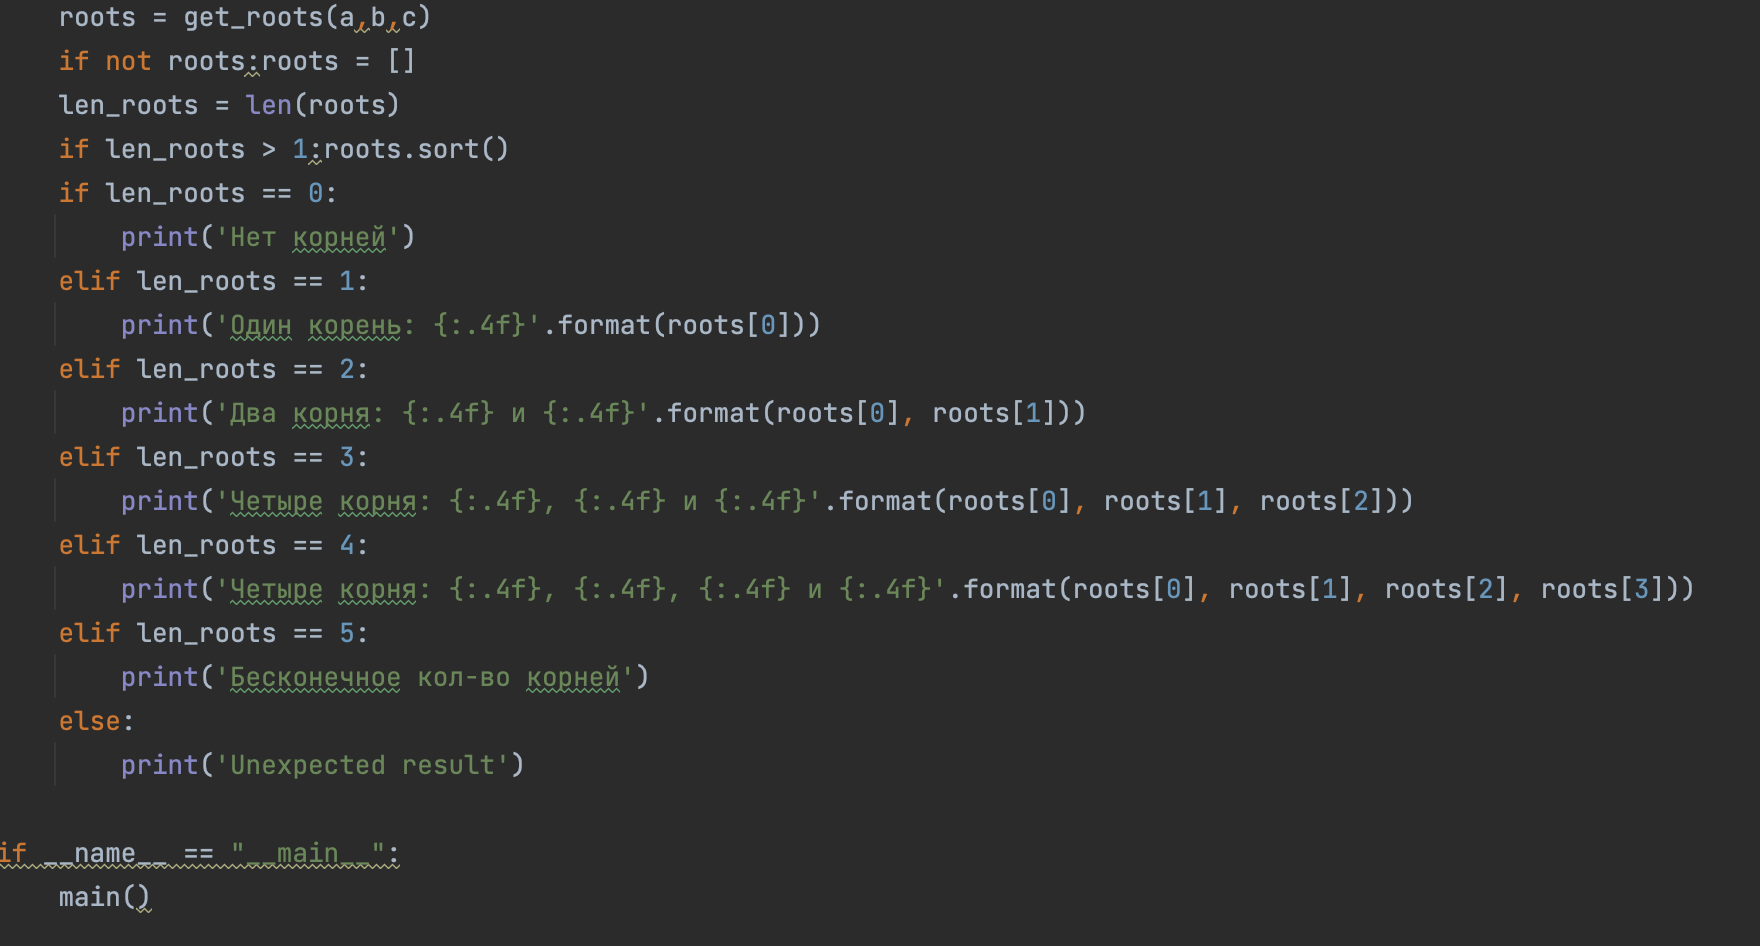 roots = get_roots(a,b,c)
if not roots:roots = []
len_roots = len(roots)
if len_roots > 1:roots.sort()
if len_roots == 0:
print('Нет корней')
elif len_roots == 1:
print('Один корень: {:.4f}'.format(roots[0]))
elif len_roots == 2:
print('Два корня: {:.4f} и {:.4f}'.format(roots[0], roots[1]))
elif len_roots == 3:
print('Четыре корня: {:.4f}, {:.4f} и {:.4f}'.format(roots[0], roots[1], roots[2]))
elif len_roots == 4:
print('Четыре корня: {:.4f}, {:.4f}, {:.4f} и {:.4f}'.format(roots[0], roots[1], roots[2], roots[3]))
elif len_roots == 5:
print('Бесконечное кол-во корней')
else:
print('Unexpected result')
if __name__ == "__main__":
main()